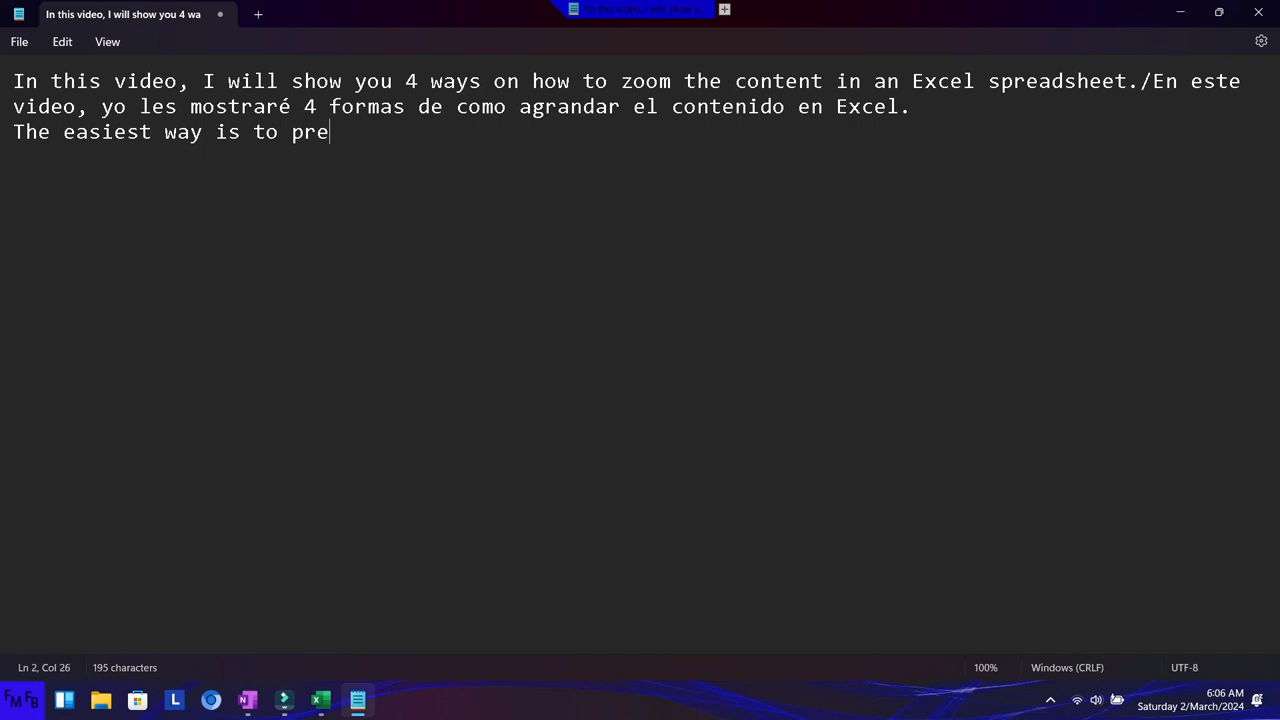 In this video, I will show you 4 wa
File
Edit
View
In this video, I will show you 4 ways on how to zoom the content in an Excel spreadsheet./En este
video, yo les mostraré 4 formas de como agrandar el contenido en Excel.
The easiest way is to pre
Ln 2, Col 26
195 characters
100%
Windows (CRLF)
UTF-8
FM FB
L
N
X
6:06 AM
Saturday 2/March/2024